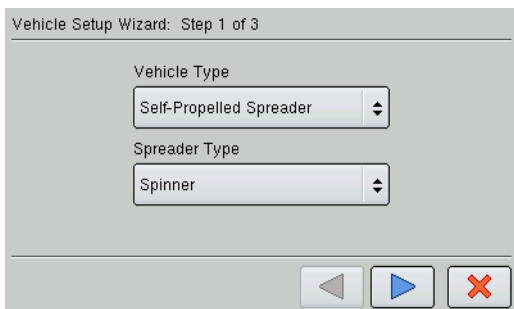 Vehicle Setup Wizard: Step 1 of 3
Vehicle Type
Self-Propelled Spreader
Spreader Type
Spinner